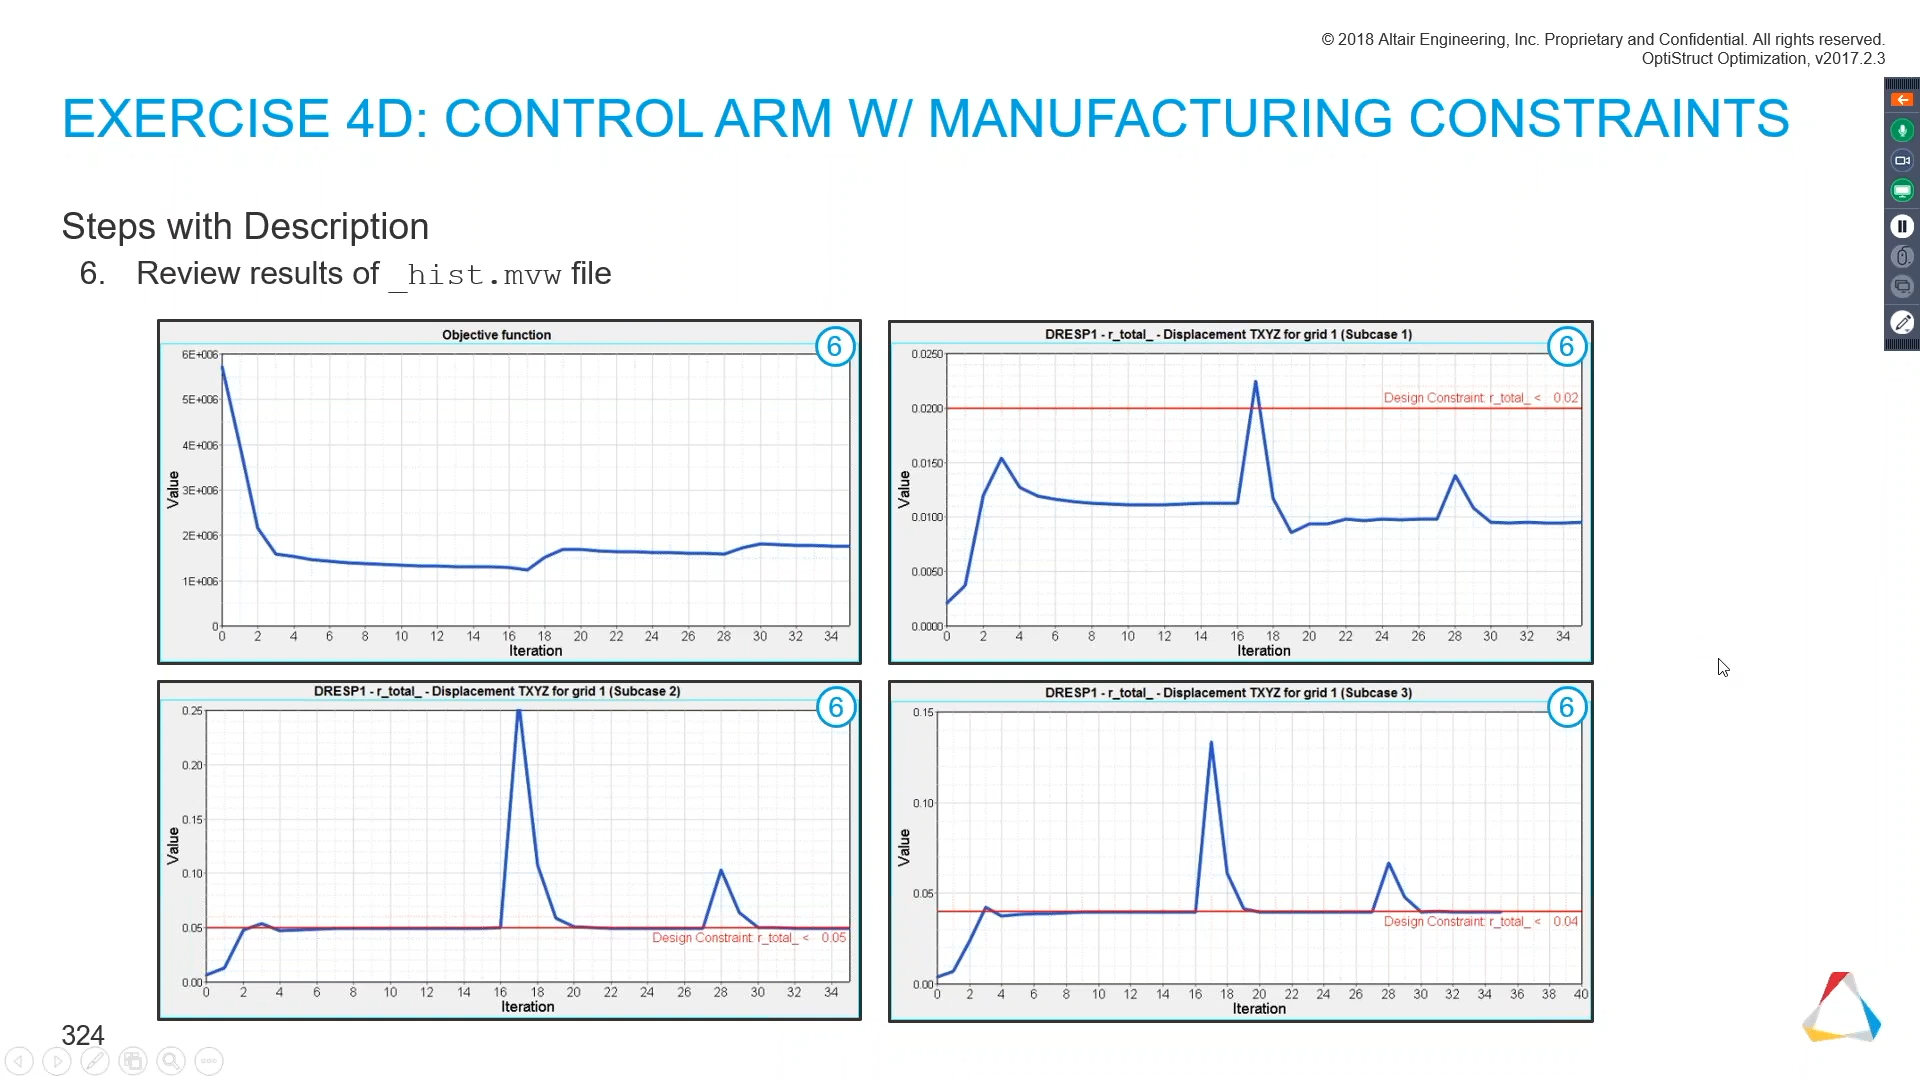 © 2018 Altair Engineering, Inc. Proprietary and Confidential. All rights reserved.
OptiStruct Optimization, v2017.2.3
EXERCISE 4D: CONTROL ARM W/ MANUFACTURING CONSTRAINTS
Steps with Description
6. Review results of _hist.mvw file
Objective function
6
6E+006
5E+006
4E+006
3E+006
2E+006
1E+006
0
Value
0 2 4 6 8 10 12 14 16 18 20 22 24 26 28 30 32 34
Iteration
DRESP1 - r_total_ - Displacement TXYZ for grid 1 (Subcase 1)
6
0.0250
0.0200
0.0150
0.0100
0.0050
0.0000
Value
Design Constraint: r_total_ < 0.02
0 2 4 6 8 10 12 14 16 18 20 22 24 26 28 30 32 34
Iteration
DRESP1 - r_total_ - Displacement TXYZ for grid 1 (Subcase 2)
6
0.25
0.20
0.15
0.10
0.05
0.00
Value
Design Constraint: r_total_ < 0.05
0 2 4 6 8 10 12 14 16 18 20 22 24 26 28 30 32 34
Iteration
DRESP1 - r_total_ - Displacement TXYZ for grid 1 (Subcase 3)
6
0.15
0.10
0.05
0.00
Value
Design Constraint: r_total_ < 0.04
0 2 4 6 8 10 12 14 16 18 20 22 24 26 28 30 32 34 36 38 40
Iteration
324